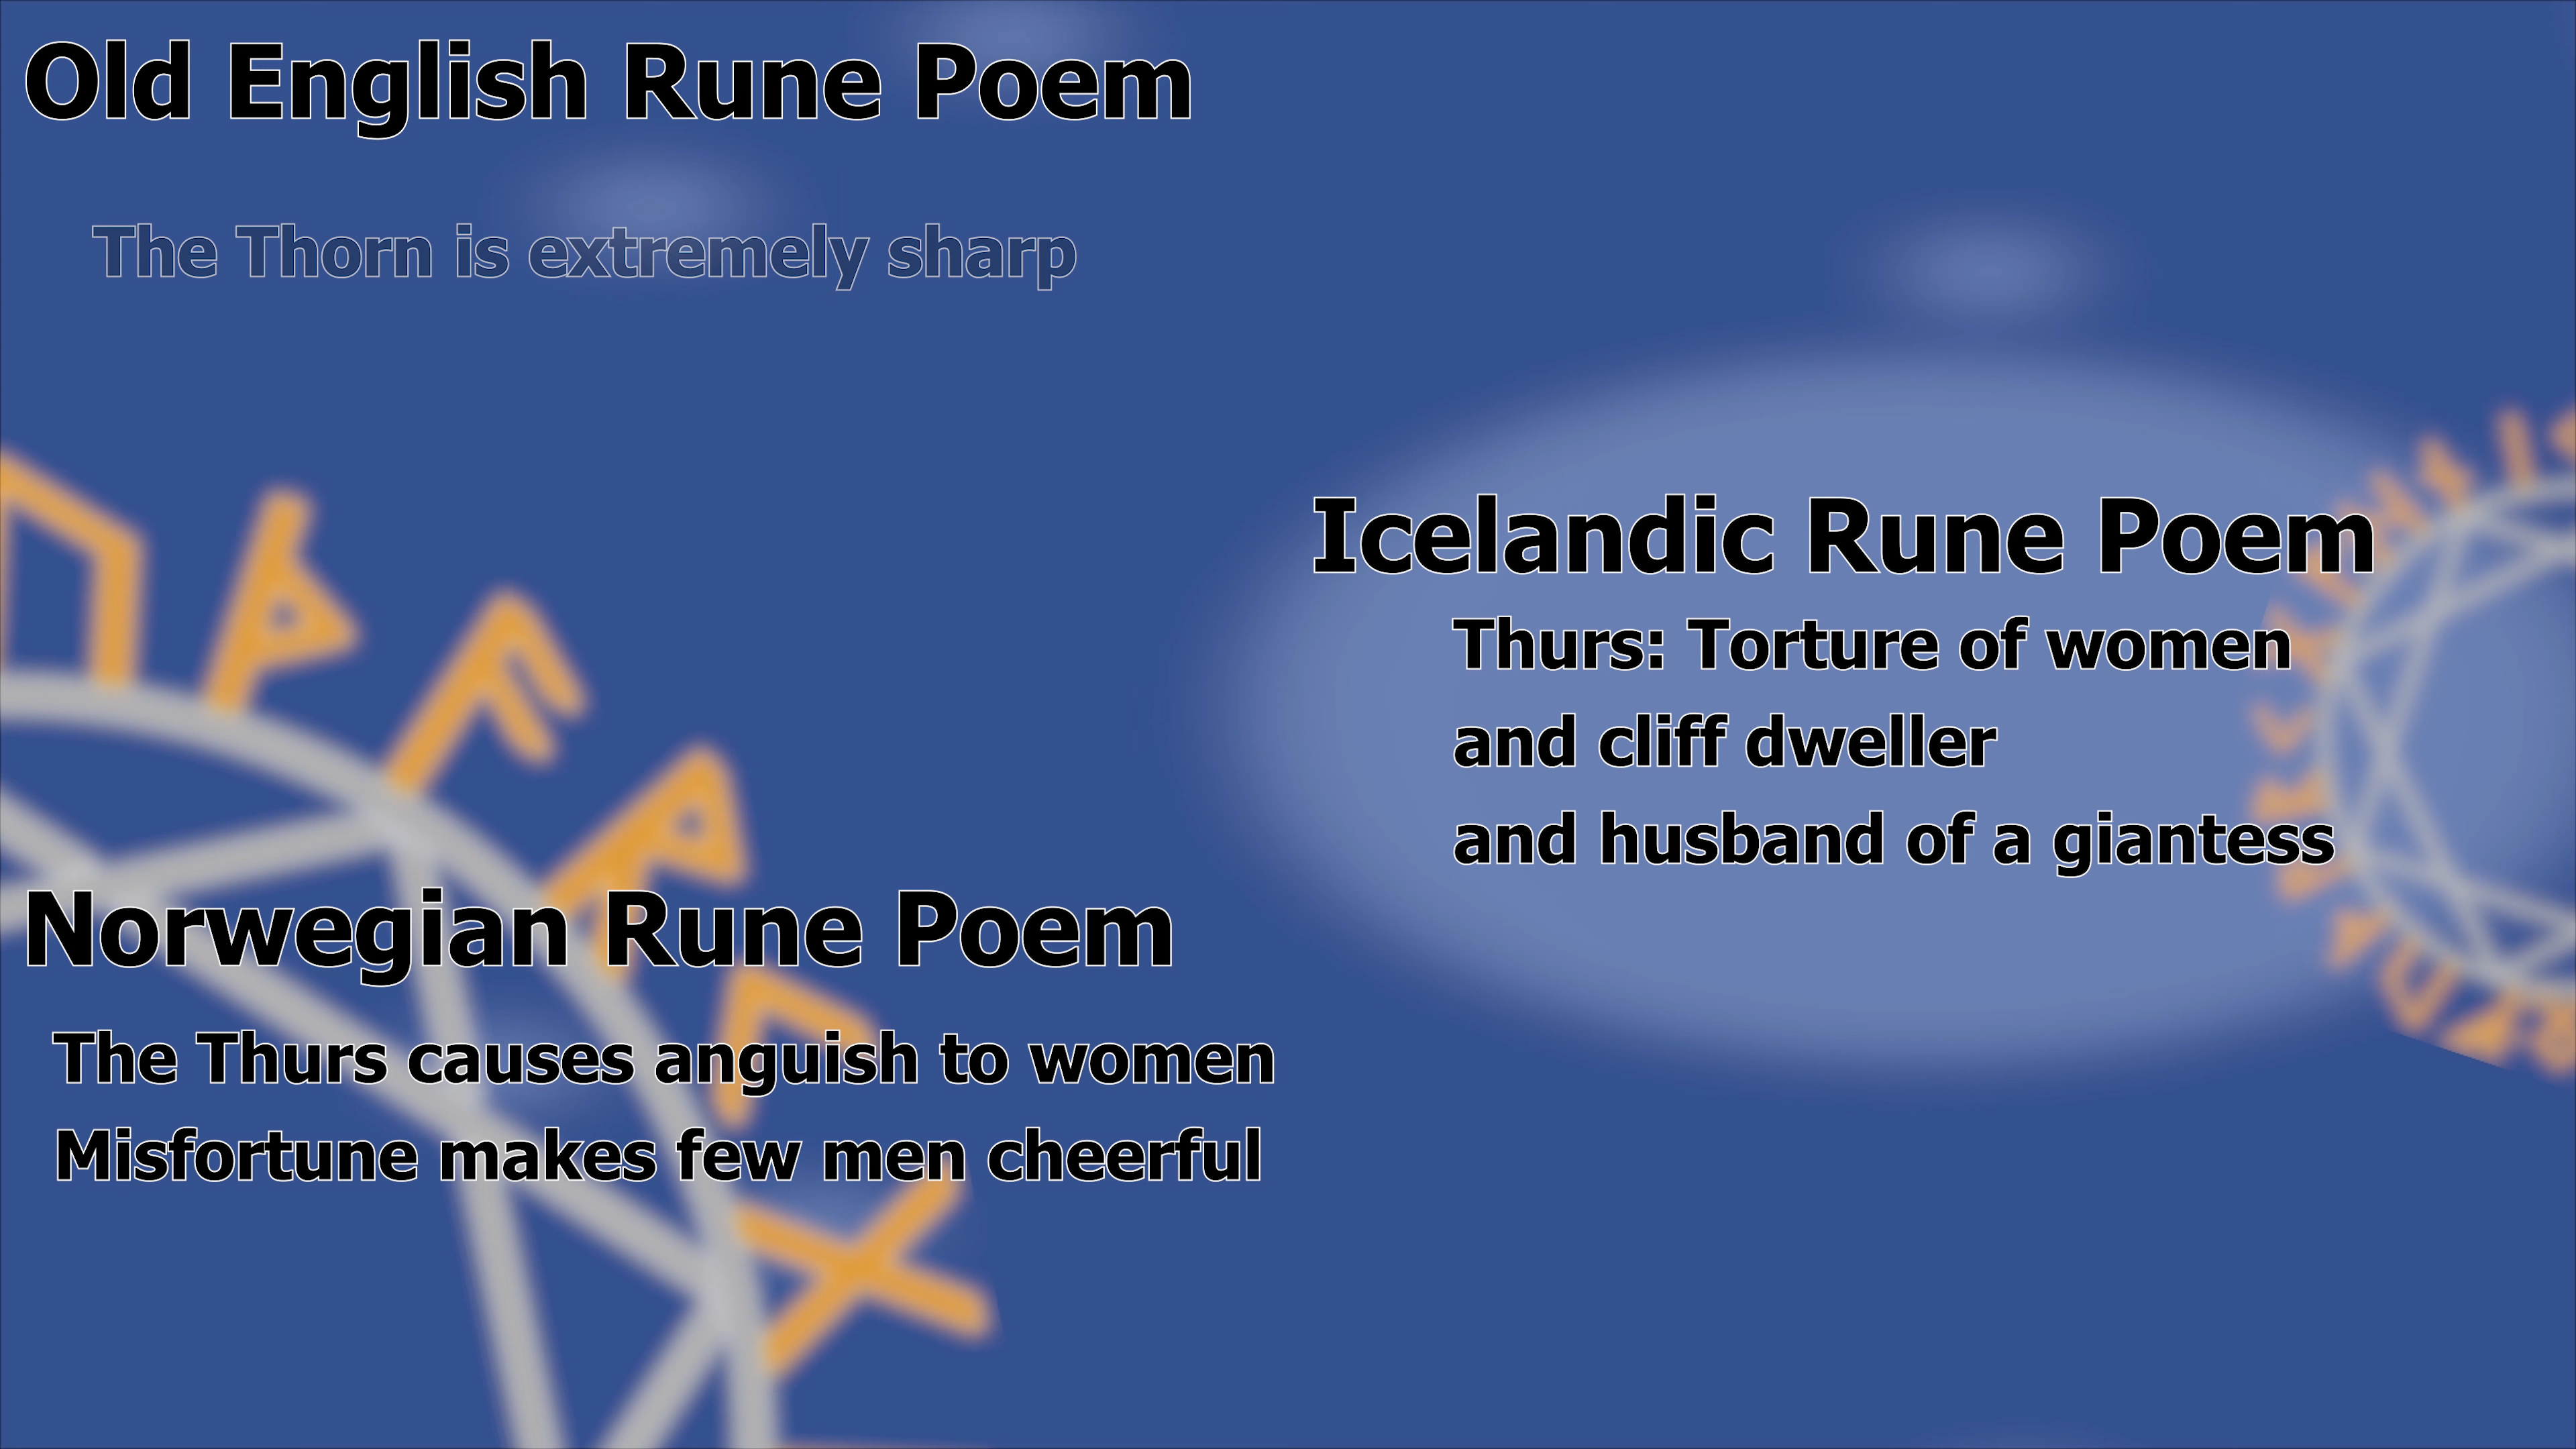 Old English Rune Poem
The Thorn is extremely sharp
Icelandic Rune Poem
Thurs: Torture of women
and cliff dweller
and husband of a giantess
Norwegian Rune Poem
The Thurs causes anguish to women
Misfortune makes few men cheerful
ᚢ
ᚦ
ᚨ
ᚱ
ᚲ
ᚷ